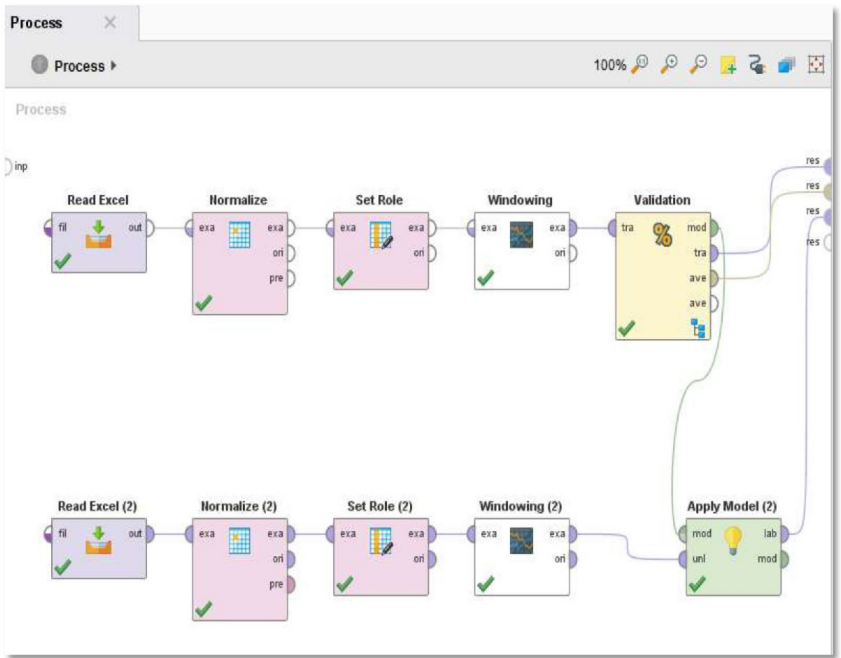 Process
Process
100%
Process
inp
res
res
res
res
Read Excel
fil out
Normalize
exa exa
ori
pre
Set Role
exa exa
ori
Windowing
exa exa
ori
Validation
tra mod
tra
ave
ave
Read Excel (2)
fil out
Normalize (2)
exa exa
ori
pre
Set Role (2)
exa exa
ori
Windowing (2)
exa exa
ori
Apply Model (2)
mod lab
unl mod